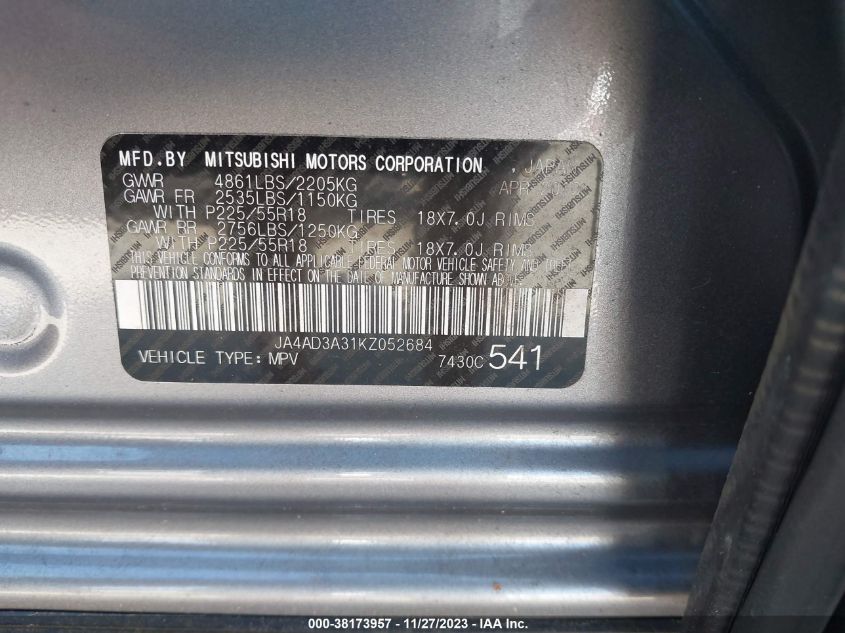 MFD.BY MITSUBISHI MOTORS CORPORATION
GVWR 4861LBS/2205KG APR
GAWR FR 2535LBS/1150KG
WITH P225/55R18 TIRES 18X7.0J RIMS
GAWR RR 2756LBS/1250KG
WITH P225/55R18 TIRES 18X7.0J RIMS
THIS VEHICLE CONFORMS TO ALL APPLICABLE FEDERAL MOTOR VEHICLE SAFETY AND THEFT
PREVENTION STANDARDS IN EFFECT ON THE DATE OF MANUFACTURE SHOWN ABOVE.
JA4AD3A31KZ052684
VEHICLE TYPE: MPV 7430C 541
000-38173957 - 11/27/2023 - IAA Inc.